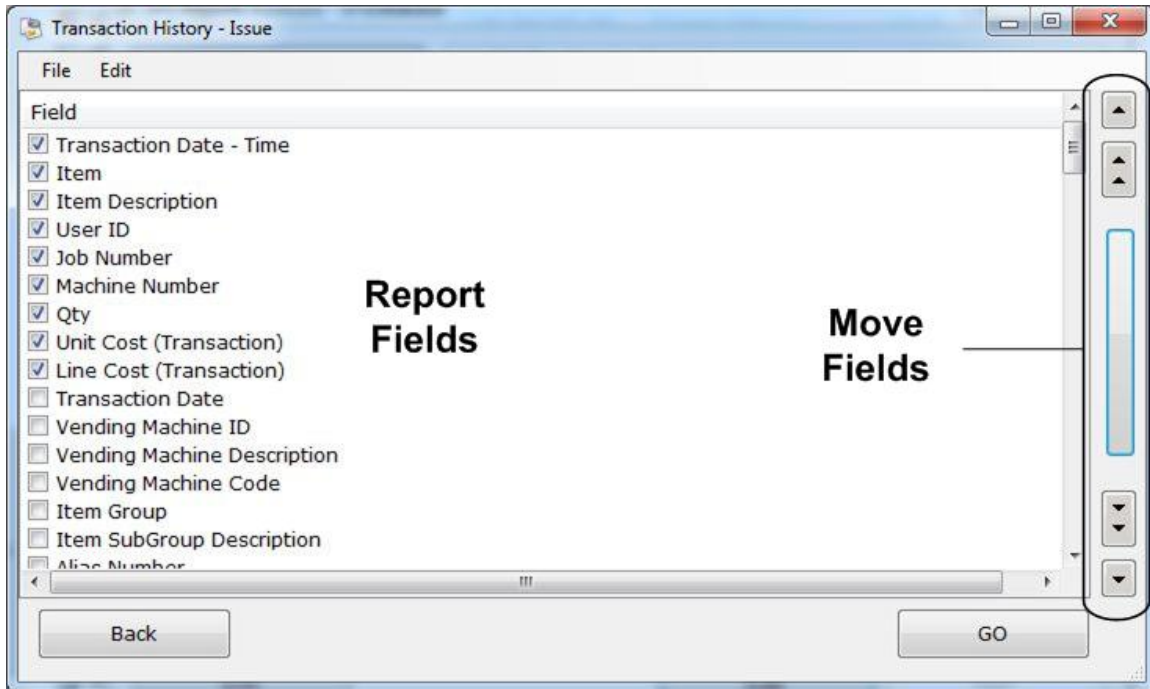 Transaction History - Issue
File Edit
Field
Transaction Date - Time
Item
Item Description
User ID
Job Number
Machine Number
Qty
Unit Cost (Transaction)
Line Cost (Transaction)
Transaction Date
Vending Machine ID
Vending Machine Description
Vending Machine Code
Item Group
Item SubGroup Description
Alias Number
Report
Fields
Move
Fields
Back GO